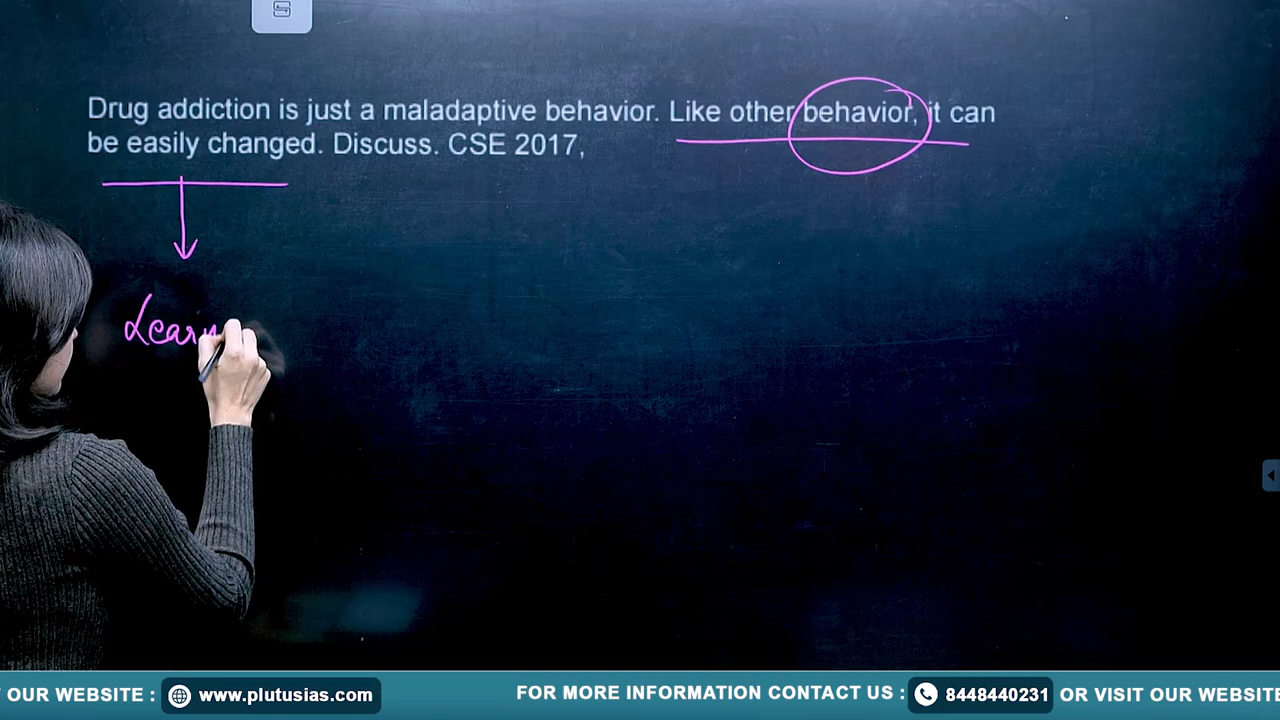 Drug addiction is just a maladaptive behavior. Like other behavior, it can
be easily changed. Discuss. CSE 2017,
Learn
OUR WEBSITE : www.plutusias.com FOR MORE INFORMATION CONTACT US : 8448440231 OR VISIT OUR WEBSITE